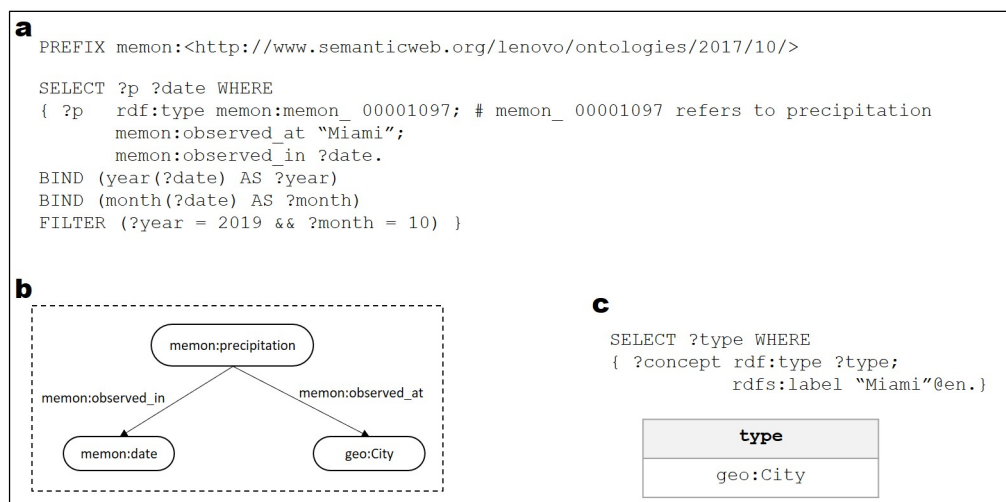 a
PREFIX memon:<http://www.semanticweb.org/lenovo/ontologies/2017/10/>
SELECT ?p ?date WHERE
{ ?p rdf:type memon:memon_ 00001097; # memon_ 00001097 refers to precipitation
memon:observed_at “Miami”;
memon:observed_in ?date.
BIND (year(?date) AS ?year)
BIND (month(?date) AS ?month)
FILTER (?year = 2019 && ?month = 10) }
b
memon:precipitation
memon:observed_in
memon:observed_at
memon:date
geo:City
c
SELECT ?type WHERE
{ ?concept rdf:type ?type;
rdfs:label “Miami”@en.}
type
geo:City